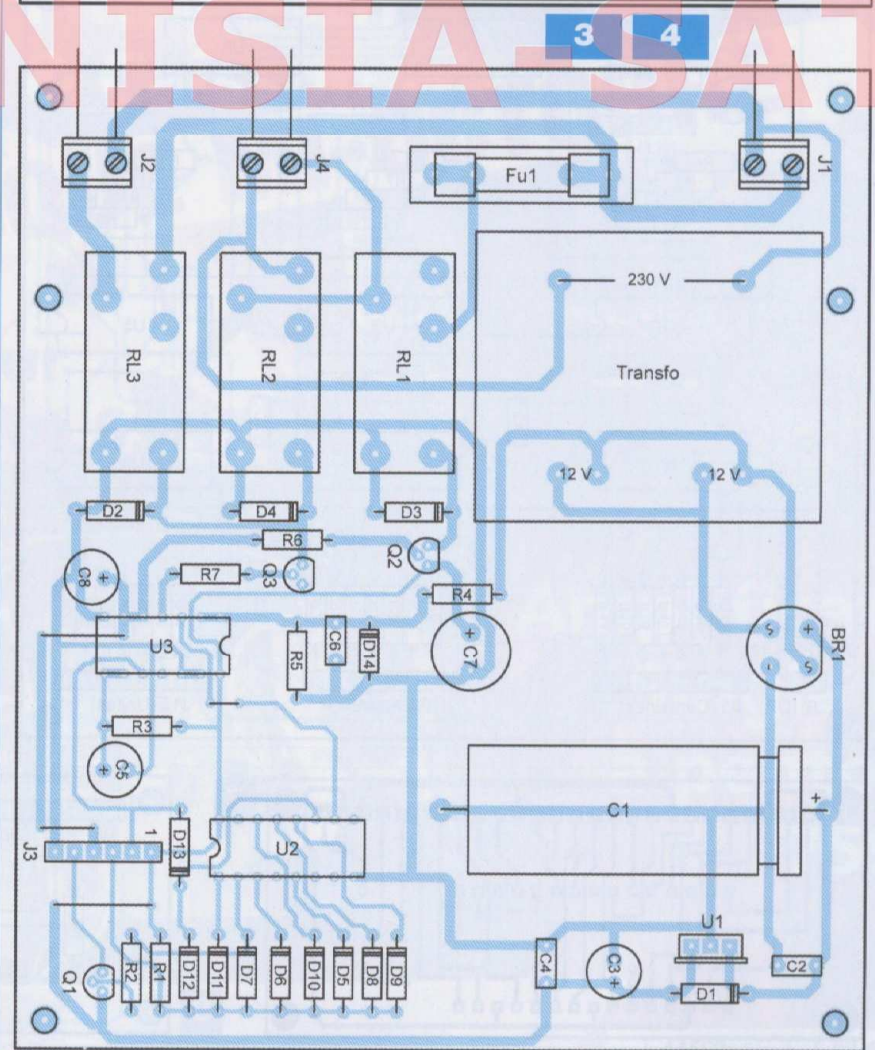 3 4
NISIA-SAT
J2
J4
Fu1
J1
230 V
RL3
RL2
RL1
Transfo
12 V
12 V
D2
D4
D3
R6
Q2
C8
+
R7
Q3
R4
U3
R5
C6
D14
+
C7
S
+
-
S
BR1
R3
+
C5
C1
+
J3
1
D13
U2
U1
Q1
R2
R1
D12
D11
D7
D6
D10
D5
D8
D9
C4
C3
+
D1
C2